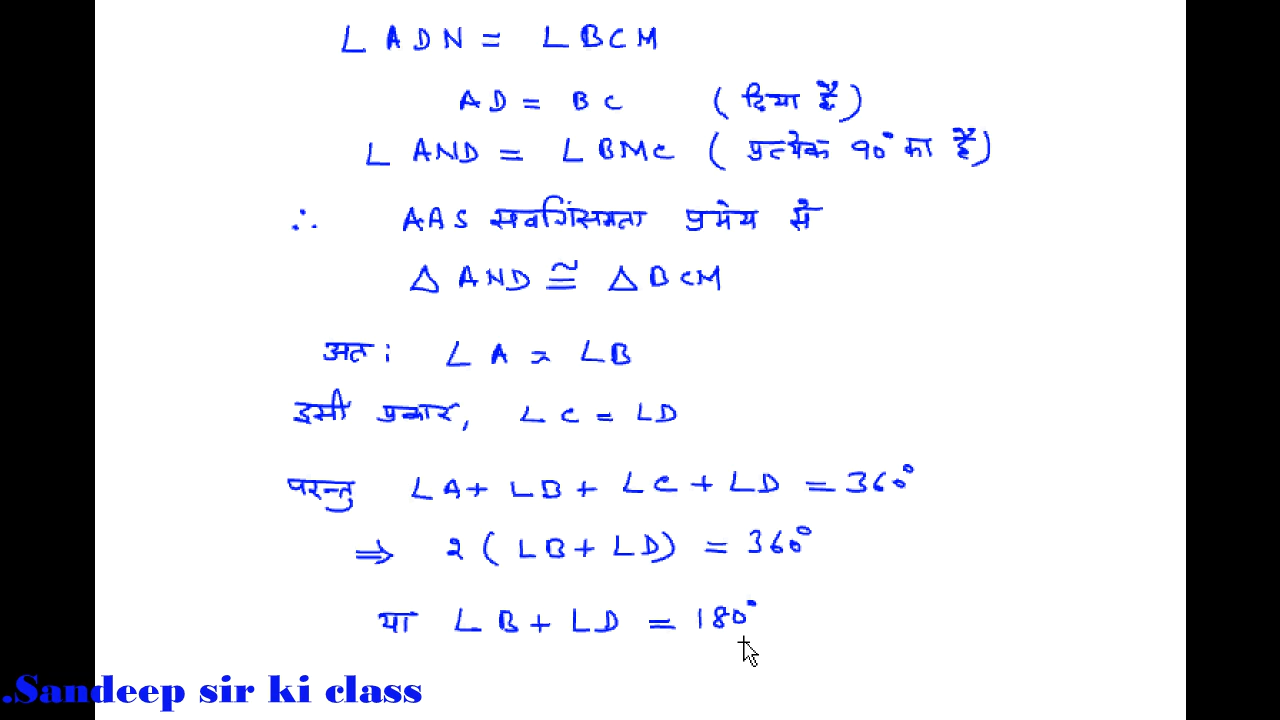 ∠ADN = ∠BCM
AD = BC (दिया है)
∠AND = ∠BMC (प्रत्येक 90° का है)
∴ AAS सर्वांगसमता प्रमेय से
△AND ≅ △BCM
अतः ∠A = ∠B
इसी प्रकार, ∠C = ∠D
परन्तु ∠A + ∠B + ∠C + ∠D = 360°
⇒ 2 (∠B + ∠D) = 360°
या ∠B + ∠D = 180°
.Sandeep sir ki class